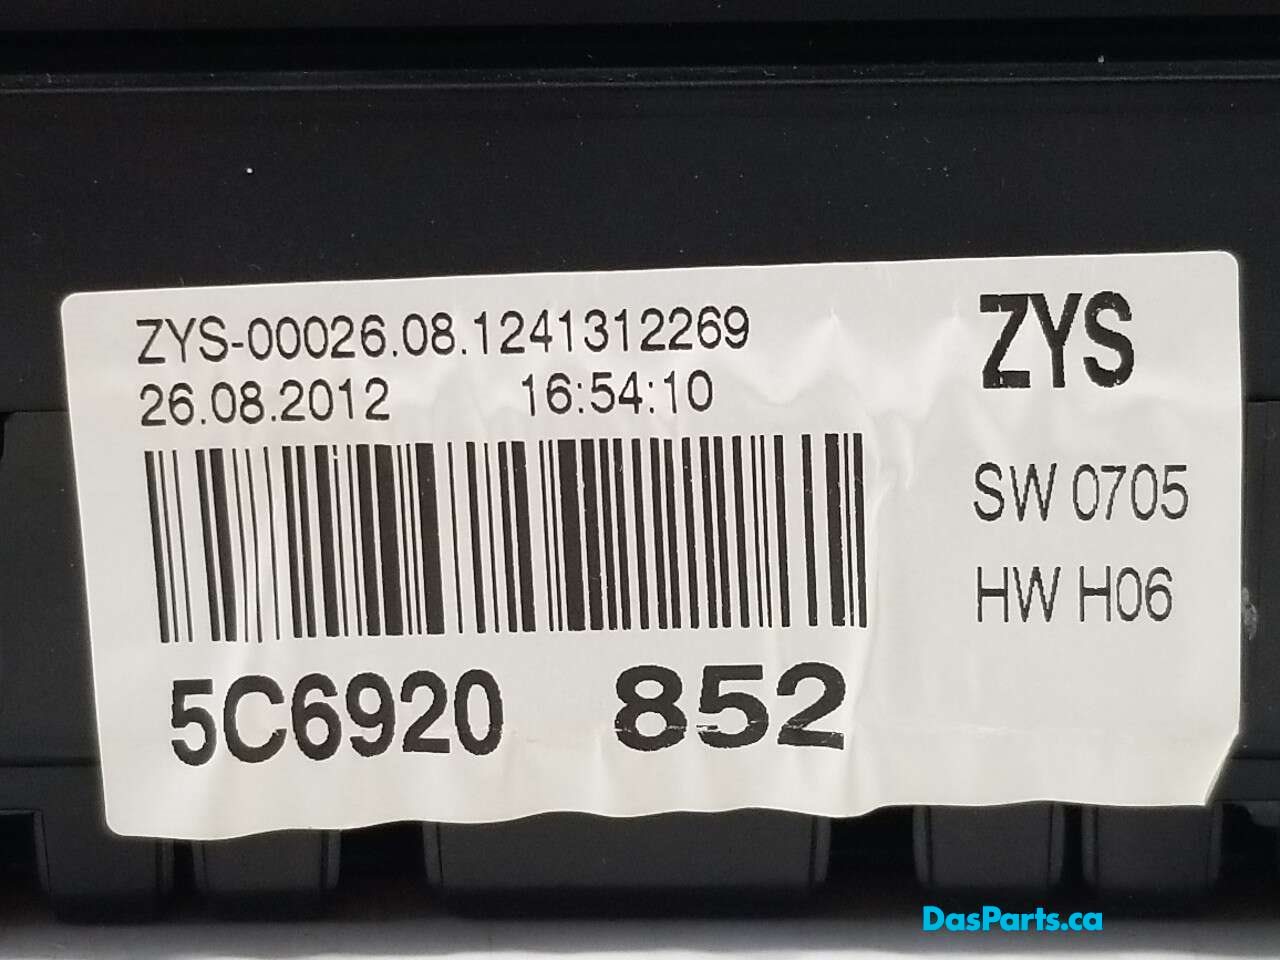 ZYS-00026.08.1241312269
26.08.2012 16:54:10
ZYS
SW 0705
HW H06
5C6920 852
DasParts.ca